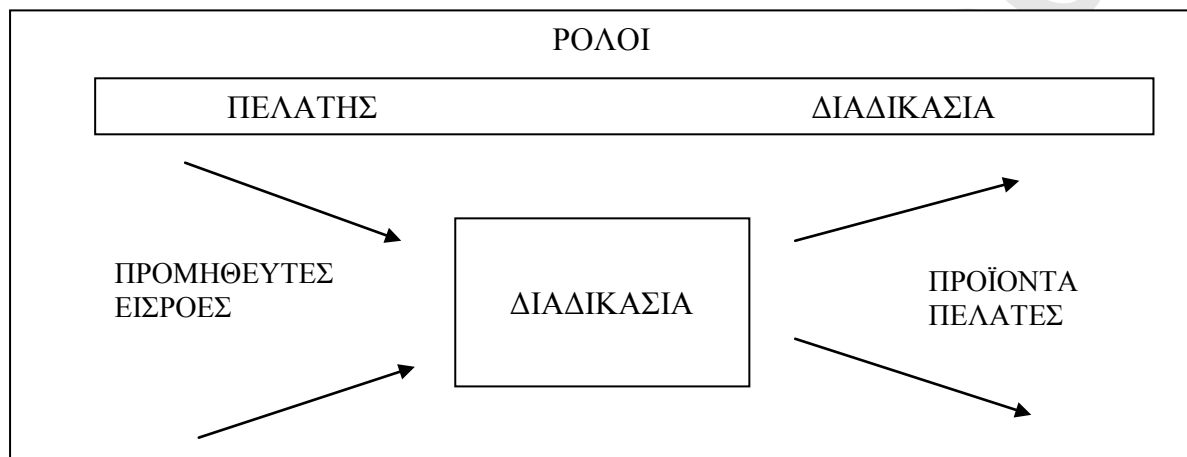 ΡΟΛΟΙ
ΠΕΛΑΤΗΣ ΔΙΑΔΙΚΑΣΙΑ
ΠΡΟΜΗΘΕΥΤΕΣ
ΕΙΣΡΟΕΣ
ΔΙΑΔΙΚΑΣΙΑ
ΠΡΟΪΟΝΤΑ
ΠΕΛΑΤΕΣ